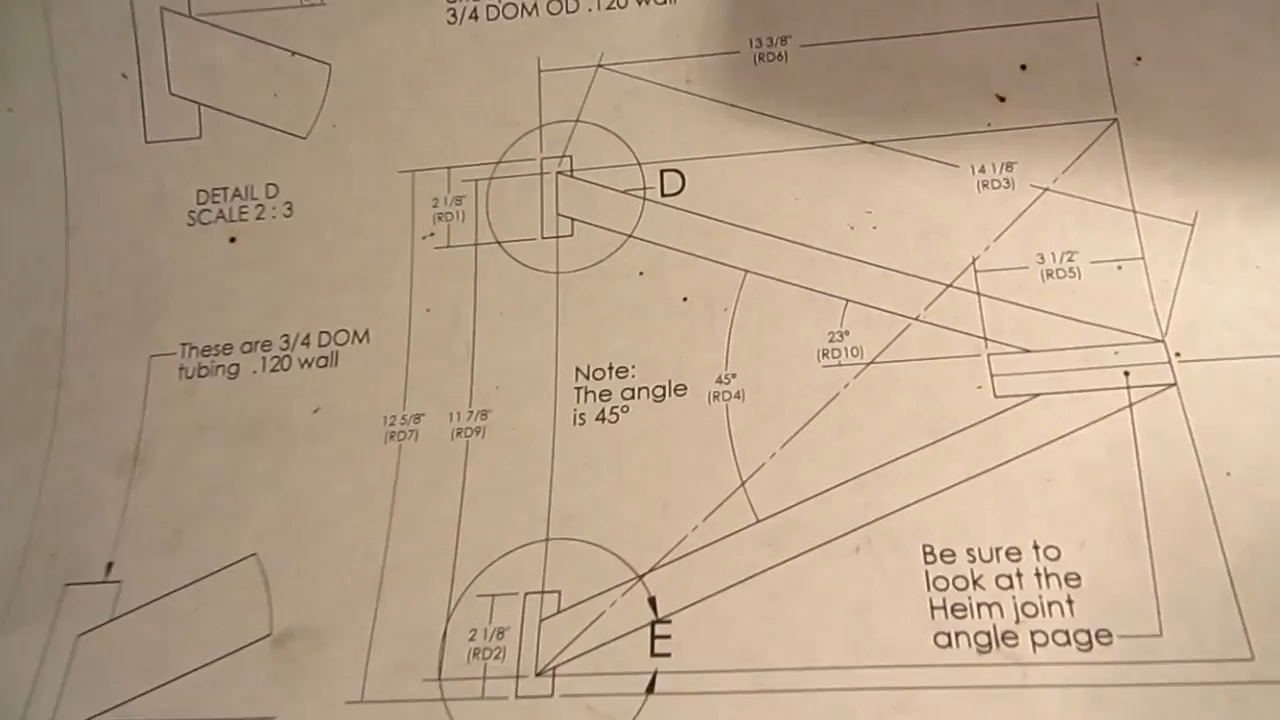 3/4 DOM OD .120 wall
13 3/8"
(RD6)
14 1/8"
(RD3)
DETAIL D
SCALE 2 : 3
2 1/8"
(RD1)
D
3 1/2"
(RD5)
These are 3/4 DOM
tubing .120 wall
23°
(RD10)
Note:
The angle
is 45°
45°
(RD4)
12 5/8"
(RD7)
11 7/8"
(RD9)
Be sure to
look at the
Heim joint
angle page
2 1/8"
(RD2)
E